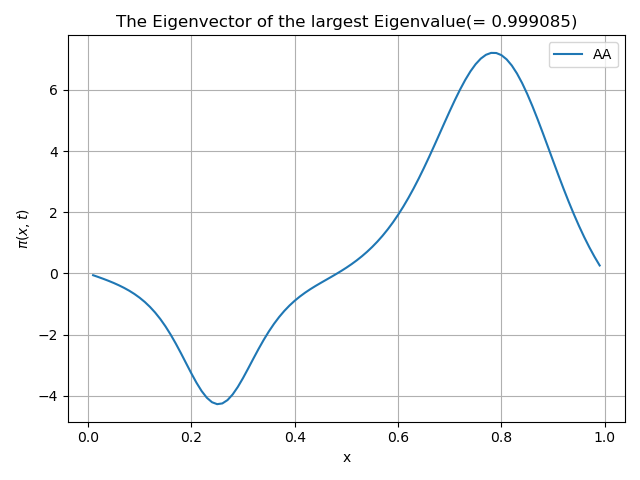 The Eigenvector of the largest Eigenvalue(= 0.999085)
AA
6
4
2
0
−2
−4
π(x, t)
0.0 0.2 0.4 0.6 0.8 1.0
x